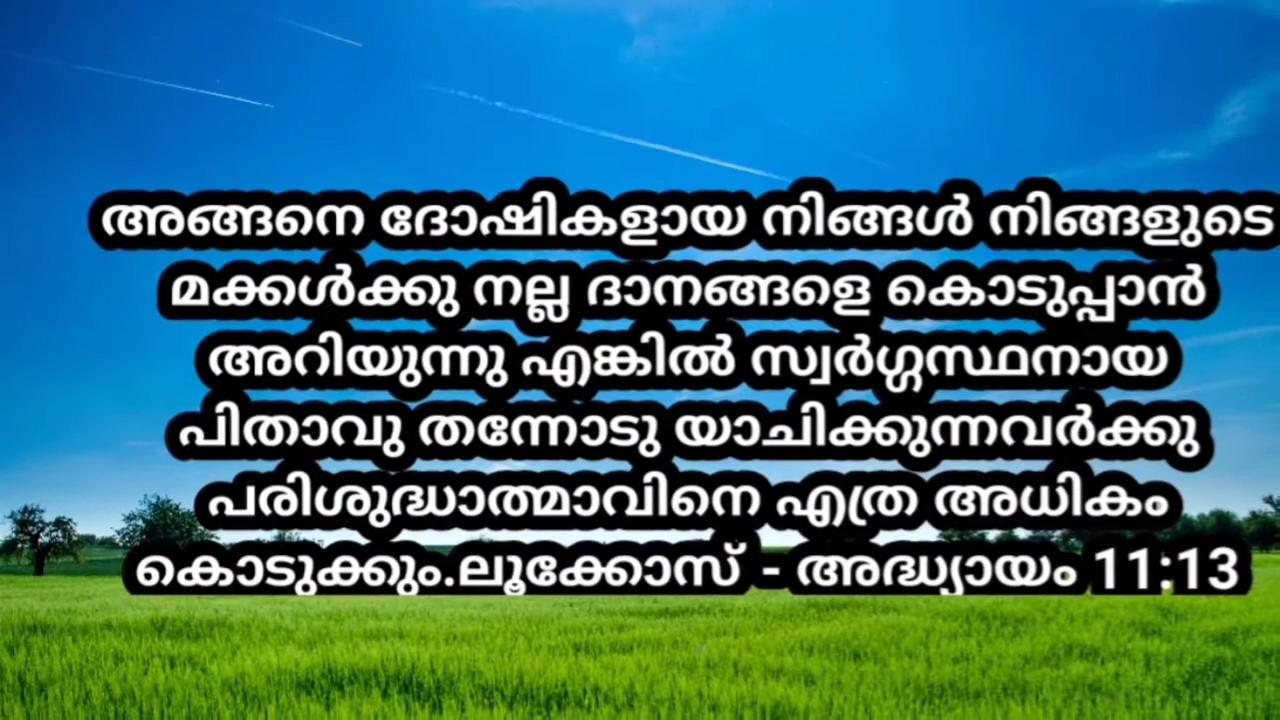 അങ്ങനെ ദോഷികളായ നിങ്ങൾ നിങ്ങളുടെ
മക്കൾക്കു നല്ല ദാനങ്ങളെ കൊടുപ്പാൻ
അറിയുന്നു എങ്കിൽ സ്വർഗ്ഗസ്ഥനായ
പിതാവു തന്നോടു യാചിക്കുന്നവർക്കു
പരിശുദ്ധാത്മാവിനെ എത്ര അധികം
കൊടുക്കും.ലൂക്കോസ് - അദ്ധ്യായം 11:13